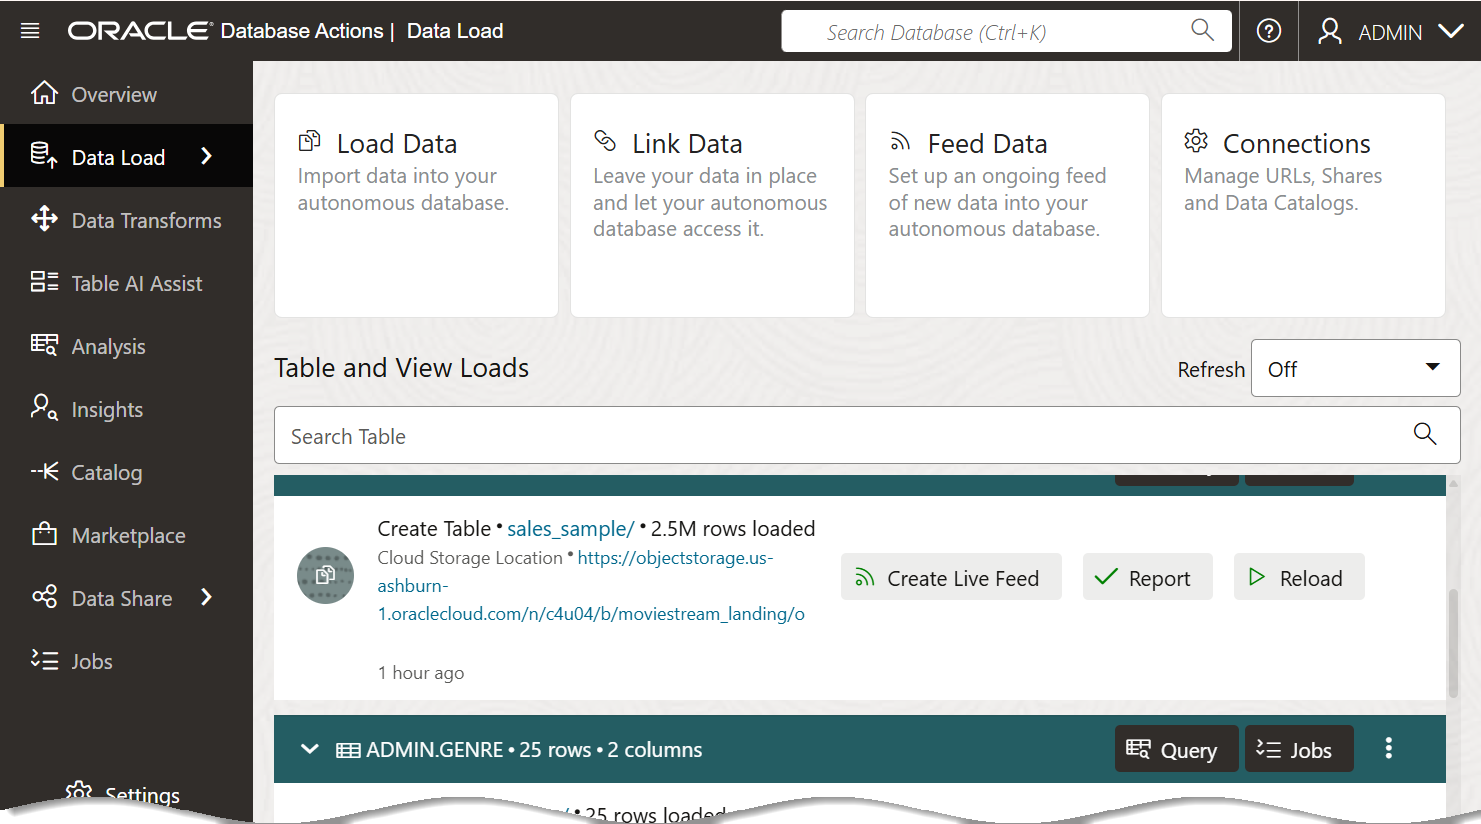 ORACLE Database Actions | Data Load
Search Database (Ctrl+K)
ADMIN
Overview
Data Load
Data Transforms
Table AI Assist
Analysis
Insights
Catalog
Marketplace
Data Share
Jobs
Settings
Load Data
Import data into your
autonomous database.
Link Data
Leave your data in place
and let your autonomous
database access it.
Feed Data
Set up an ongoing feed
of new data into your
autonomous database.
Connections
Manage URLs, Shares
and Data Catalogs.
Table and View Loads
Refresh
Off
Search Table
Create Table • sales_sample/ • 2.5M rows loaded
Cloud Storage Location • https://objectstorage.us-
ashburn-
1.oraclecloud.com/n/c4u04/b/moviestream_landing/o
1 hour ago
Create Live Feed
Report
Reload
ADMIN.GENRE • 25 rows • 2 columns
Query
Jobs
/ • 25 rows loaded